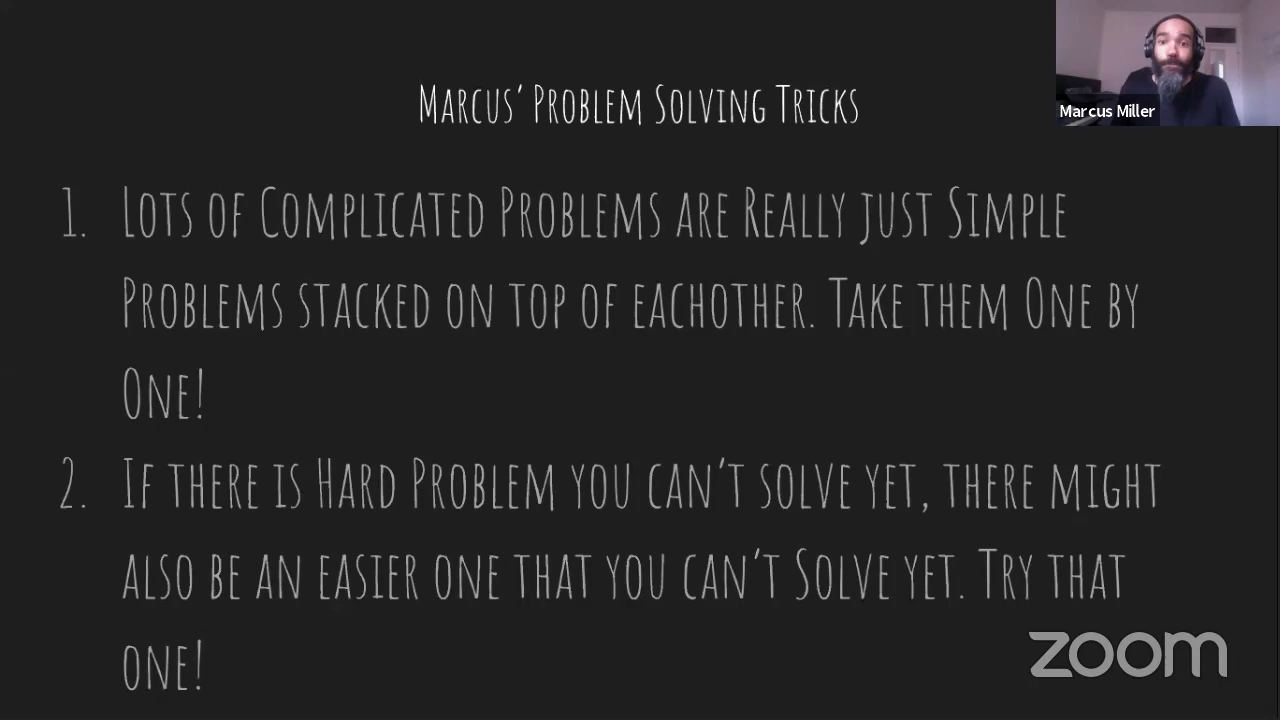 Marcus' Problem Solving Tricks
Marcus Miller
1. Lots of Complicated Problems are Really just Simple
Problems stacked on top of eachother. Take them One by
One!
2. If there is Hard Problem you can't solve yet, there might
also be an easier one that you can't Solve yet. Try that
one!
zoom